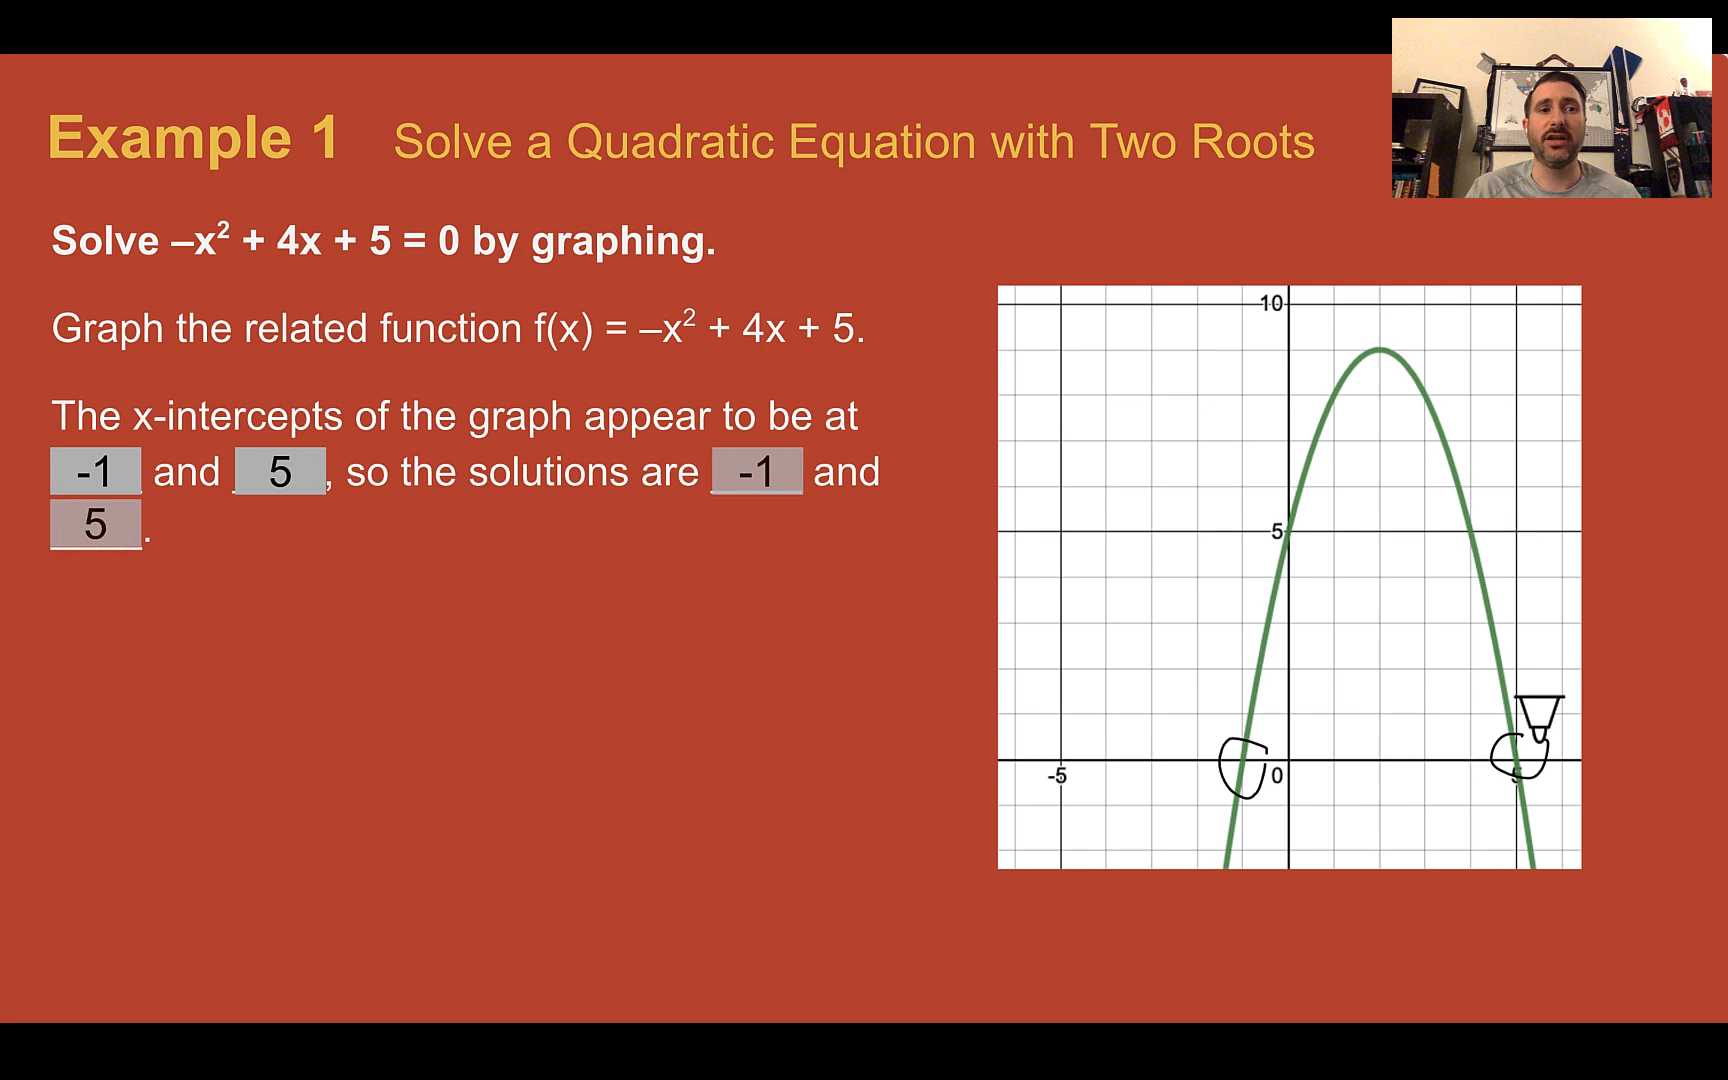 Example 1 Solve a Quadratic Equation with Two Roots
Solve –x² + 4x + 5 = 0 by graphing.
Graph the related function f(x) = –x² + 4x + 5.
The x-intercepts of the graph appear to be at
-1 and 5, so the solutions are -1 and
5.
10
5
-5 0 5